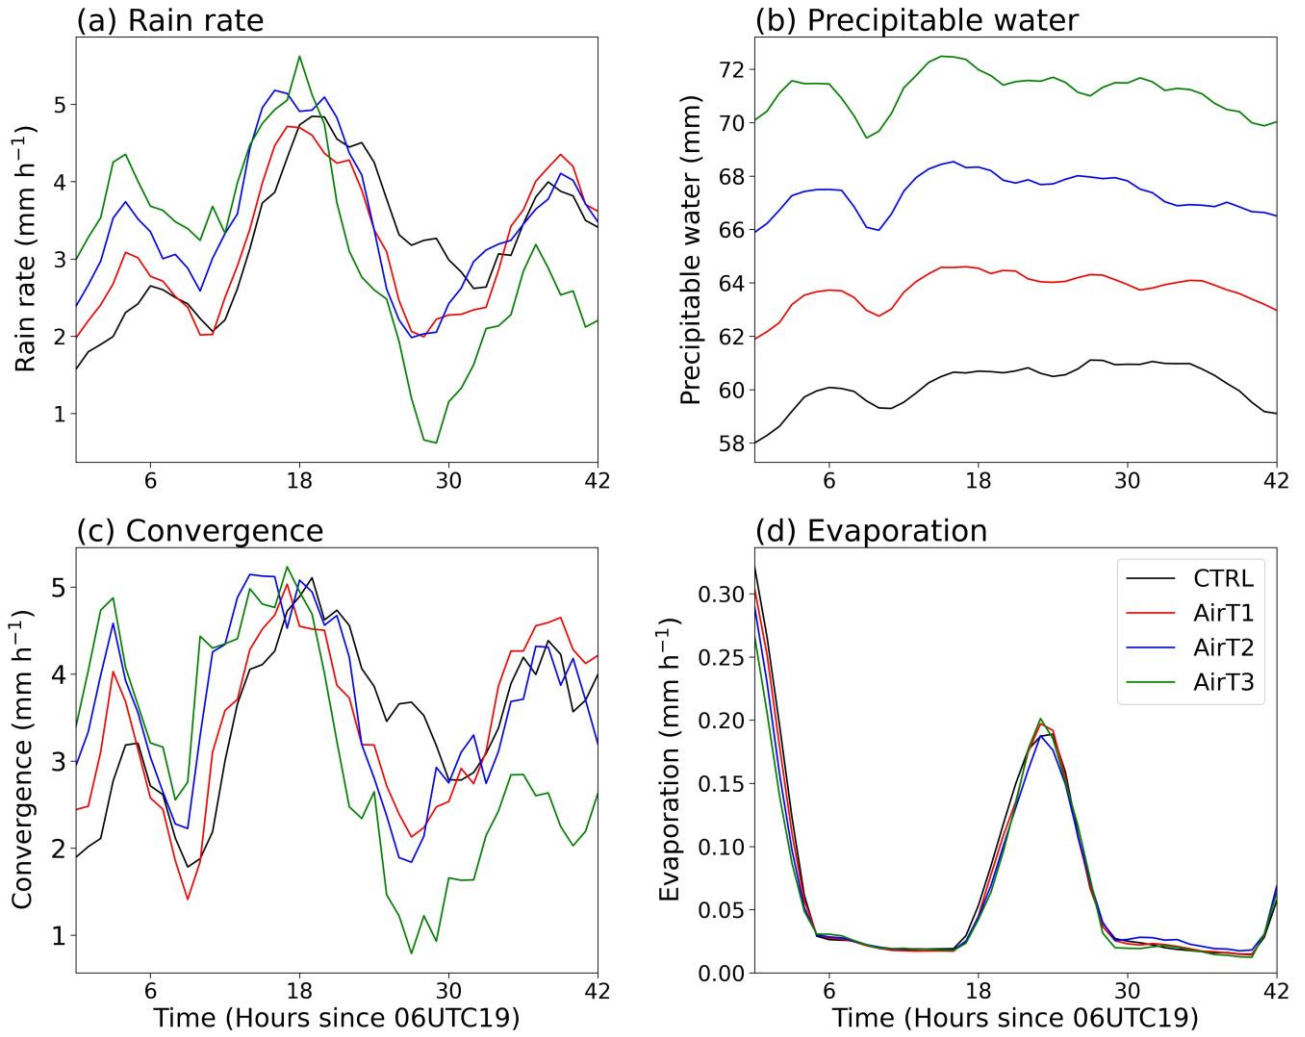 (a) Rain rate
Rain rate (mm h⁻¹)
5
4
3
2
1
6 18 30 42
(b) Precipitable water
Precipitable water (mm)
72
70
68
66
64
62
60
58
6 18 30 42
(c) Convergence
Convergence (mm h⁻¹)
5
4
3
2
1
6 18 30 42
Time (Hours since 06UTC19)
(d) Evaporation
Evaporation (mm h⁻¹)
0.30
0.25
0.20
0.15
0.10
0.05
0.00
CTRL
AirT1
AirT2
AirT3
6 18 30 42
Time (Hours since 06UTC19)